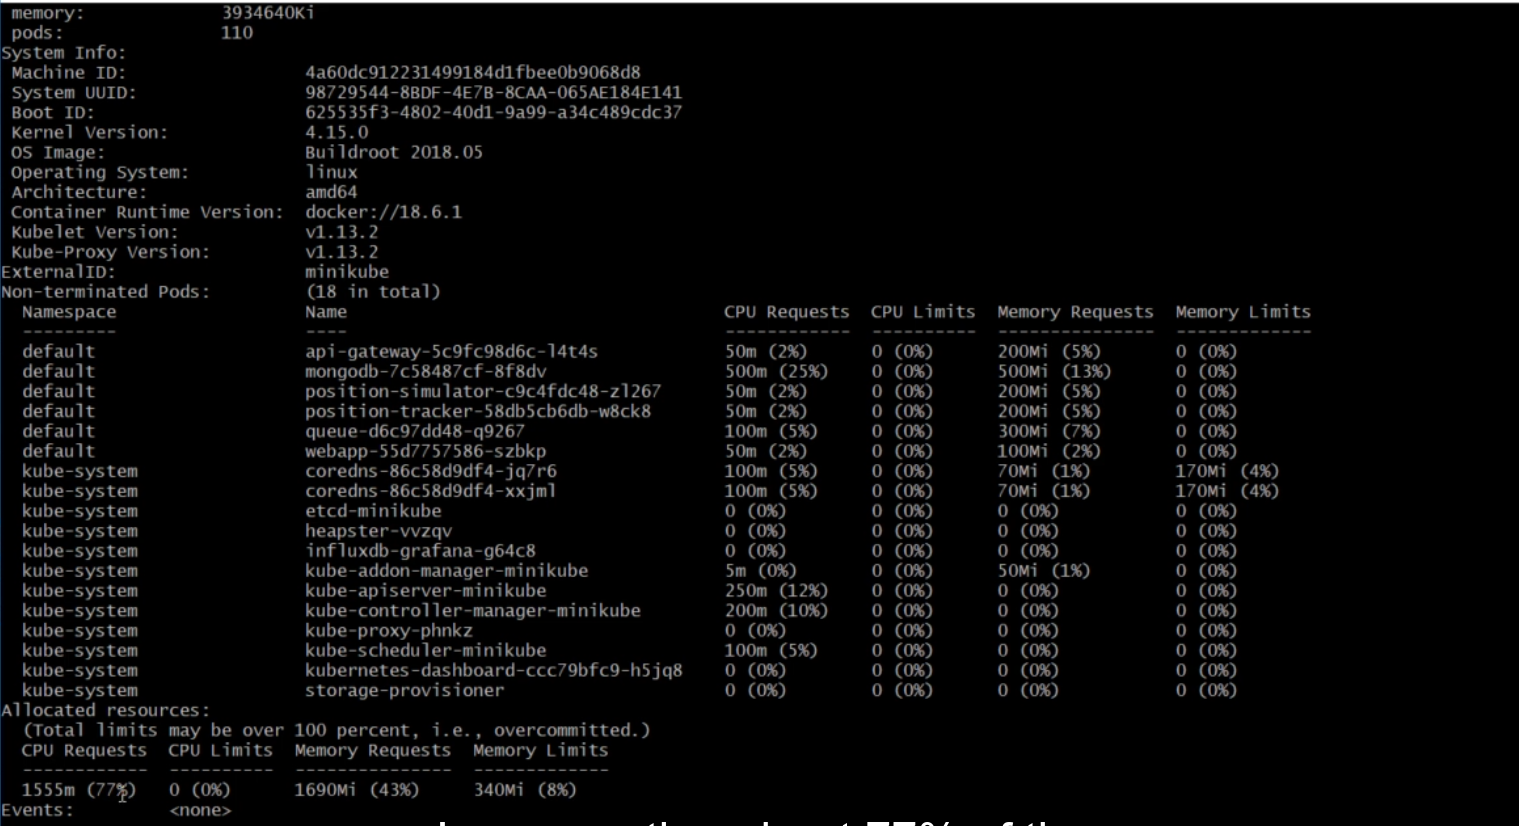 memory: 3934640Ki
pods: 110
System Info:
Machine ID: 4a60dc912231499184d1fbee0b9068d8
System UUID: 98729544-8BDF-4E7B-8CAA-065AE184E141
Boot ID: 625535f3-4802-40d1-9a99-a34c489cdc37
Kernel Version: 4.15.0
OS Image: Buildroot 2018.05
Operating System: linux
Architecture: amd64
Container Runtime Version: docker://18.6.1
Kubelet Version: v1.13.2
Kube-Proxy Version: v1.13.2
ExternalID: minikube
Non-terminated Pods: (18 in total)
Namespace Name CPU Requests CPU Limits Memory Requests Memory Limits
--------- ---- ------------ ---------- --------------- -------------
default api-gateway-5c9fc98d6c-l4t4s 50m (2%) 0 (0%) 200Mi (5%) 0 (0%)
default mongodb-7c58487cf-8f8dv 500m (25%) 0 (0%) 500Mi (13%) 0 (0%)
default position-simulator-c9c4fdc48-zl267 50m (2%) 0 (0%) 200Mi (5%) 0 (0%)
default position-tracker-58db5cb6db-w8ck8 50m (2%) 0 (0%) 200Mi (5%) 0 (0%)
default queue-d6c97dd48-q9267 100m (5%) 0 (0%) 300Mi (7%) 0 (0%)
default webapp-55d7757586-szbkp 50m (2%) 0 (0%) 100Mi (2%) 0 (0%)
kube-system coredns-86c58d9df4-jq7r6 100m (5%) 0 (0%) 70Mi (1%) 170Mi (4%)
kube-system coredns-86c58d9df4-xxjml 100m (5%) 0 (0%) 70Mi (1%) 170Mi (4%)
kube-system etcd-minikube 0 (0%) 0 (0%) 0 (0%) 0 (0%)
kube-system heapster-vvzqv 0 (0%) 0 (0%) 0 (0%) 0 (0%)
kube-system influxdb-grafana-g64c8 0 (0%) 0 (0%) 0 (0%) 0 (0%)
kube-system kube-addon-manager-minikube 5m (0%) 0 (0%) 50Mi (1%) 0 (0%)
kube-system kube-apiserver-minikube 250m (12%) 0 (0%) 0 (0%) 0 (0%)
kube-system kube-controller-manager-minikube 200m (10%) 0 (0%) 0 (0%) 0 (0%)
kube-system kube-proxy-phnkz 0 (0%) 0 (0%) 0 (0%) 0 (0%)
kube-system kube-scheduler-minikube 100m (5%) 0 (0%) 0 (0%) 0 (0%)
kube-system kubernetes-dashboard-ccc79bfc9-h5jq8 0 (0%) 0 (0%) 0 (0%) 0 (0%)
kube-system storage-provisioner 0 (0%) 0 (0%) 0 (0%) 0 (0%)
Allocated resources:
(Total limits may be over 100 percent, i.e., overcommitted.)
CPU Requests CPU Limits Memory Requests Memory Limits
------------ ---------- --------------- -------------
1555m (77%) 0 (0%) 1690Mi (43%) 340Mi (8%)
Events: <none>